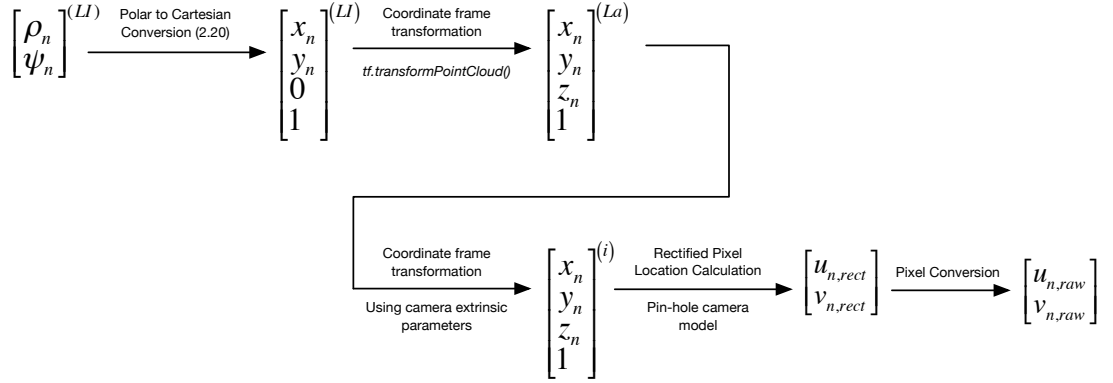 [ρn ψn](LI)
Polar to Cartesian
Conversion (2.20)
[xn yn 0 1](LI)
Coordinate frame
transformation
tf.transformPointCloud()
[xn yn zn 1](La)
Coordinate frame
transformation
Using camera extrinsic
parameters
[xn yn zn 1](i)
Rectified Pixel
Location Calculation
Pin-hole camera
model
[un,rect vn,rect]
Pixel Conversion
[un,raw vn,raw]